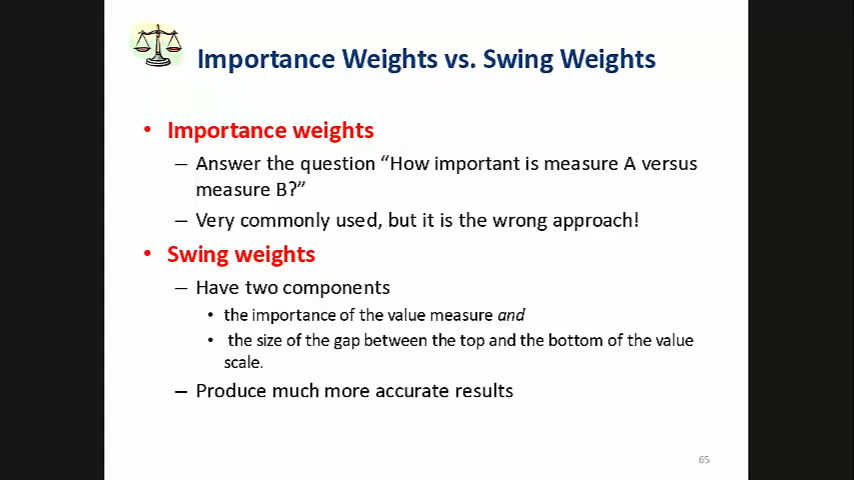 Importance Weights vs. Swing Weights
• Importance weights
– Answer the question “How important is measure A versus
measure B?”
– Very commonly used, but it is the wrong approach!
• Swing weights
– Have two components
• the importance of the value measure and
• the size of the gap between the top and the bottom of the value
scale.
– Produce much more accurate results
65